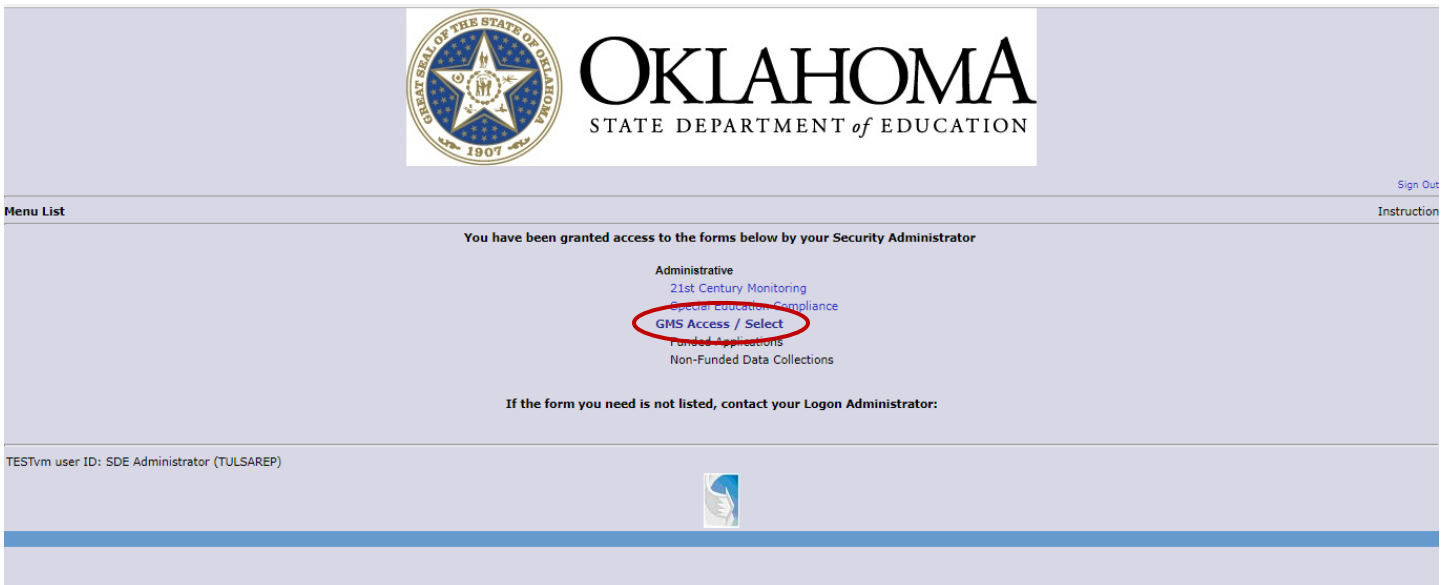 GREAT SEAL OF THE STATE OF OKLAHOMA
1907
OKLAHOMA
STATE DEPARTMENT of EDUCATION
Sign Out
Menu List
Instruction
You have been granted access to the forms below by your Security Administrator
Administrative
21st Century Monitoring
Special Education Compliance
GMS Access / Select
Funded Applications
Non-Funded Data Collections
If the form you need is not listed, contact your Logon Administrator:
TESTvm user ID: SDE Administrator (TULSAREP)